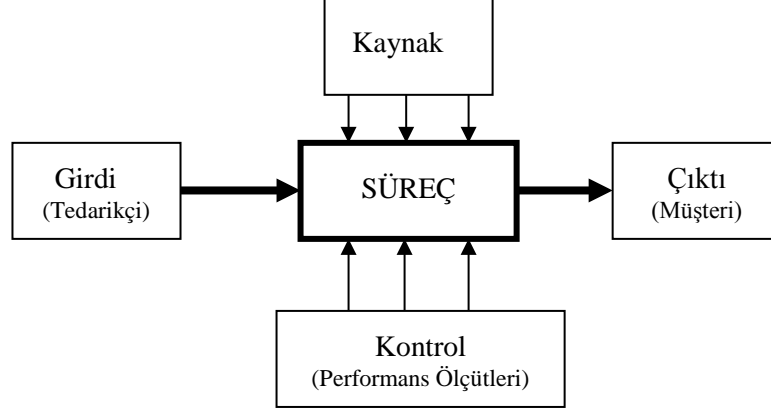 Kaynak
Girdi
(Tedarikçi)
SÜREÇ
Çıktı
(Müşteri)
Kontrol
(Performans Ölçütleri)